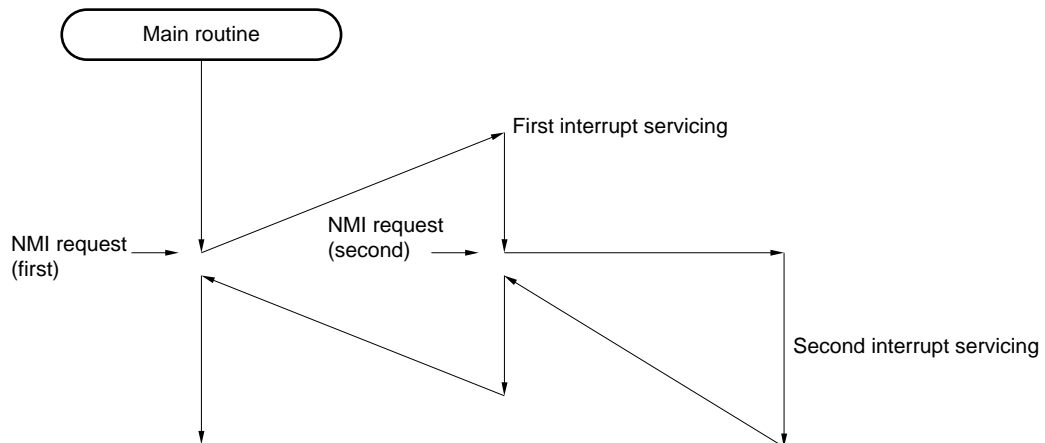 Main routine
First interrupt servicing
NMI request
(first)
NMI request
(second)
Second interrupt servicing